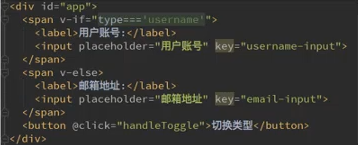 <div id="app">
<span v-if="type==='username'">
<label>用户账号:</label>
<input placeholder="用户账号" key="username-input">
</span>
<span v-else>
<label>邮箱地址:</label>
<input placeholder="邮箱地址" key="email-input">
</span>
<button @click="handleToggle">切换类型</button>
</div>